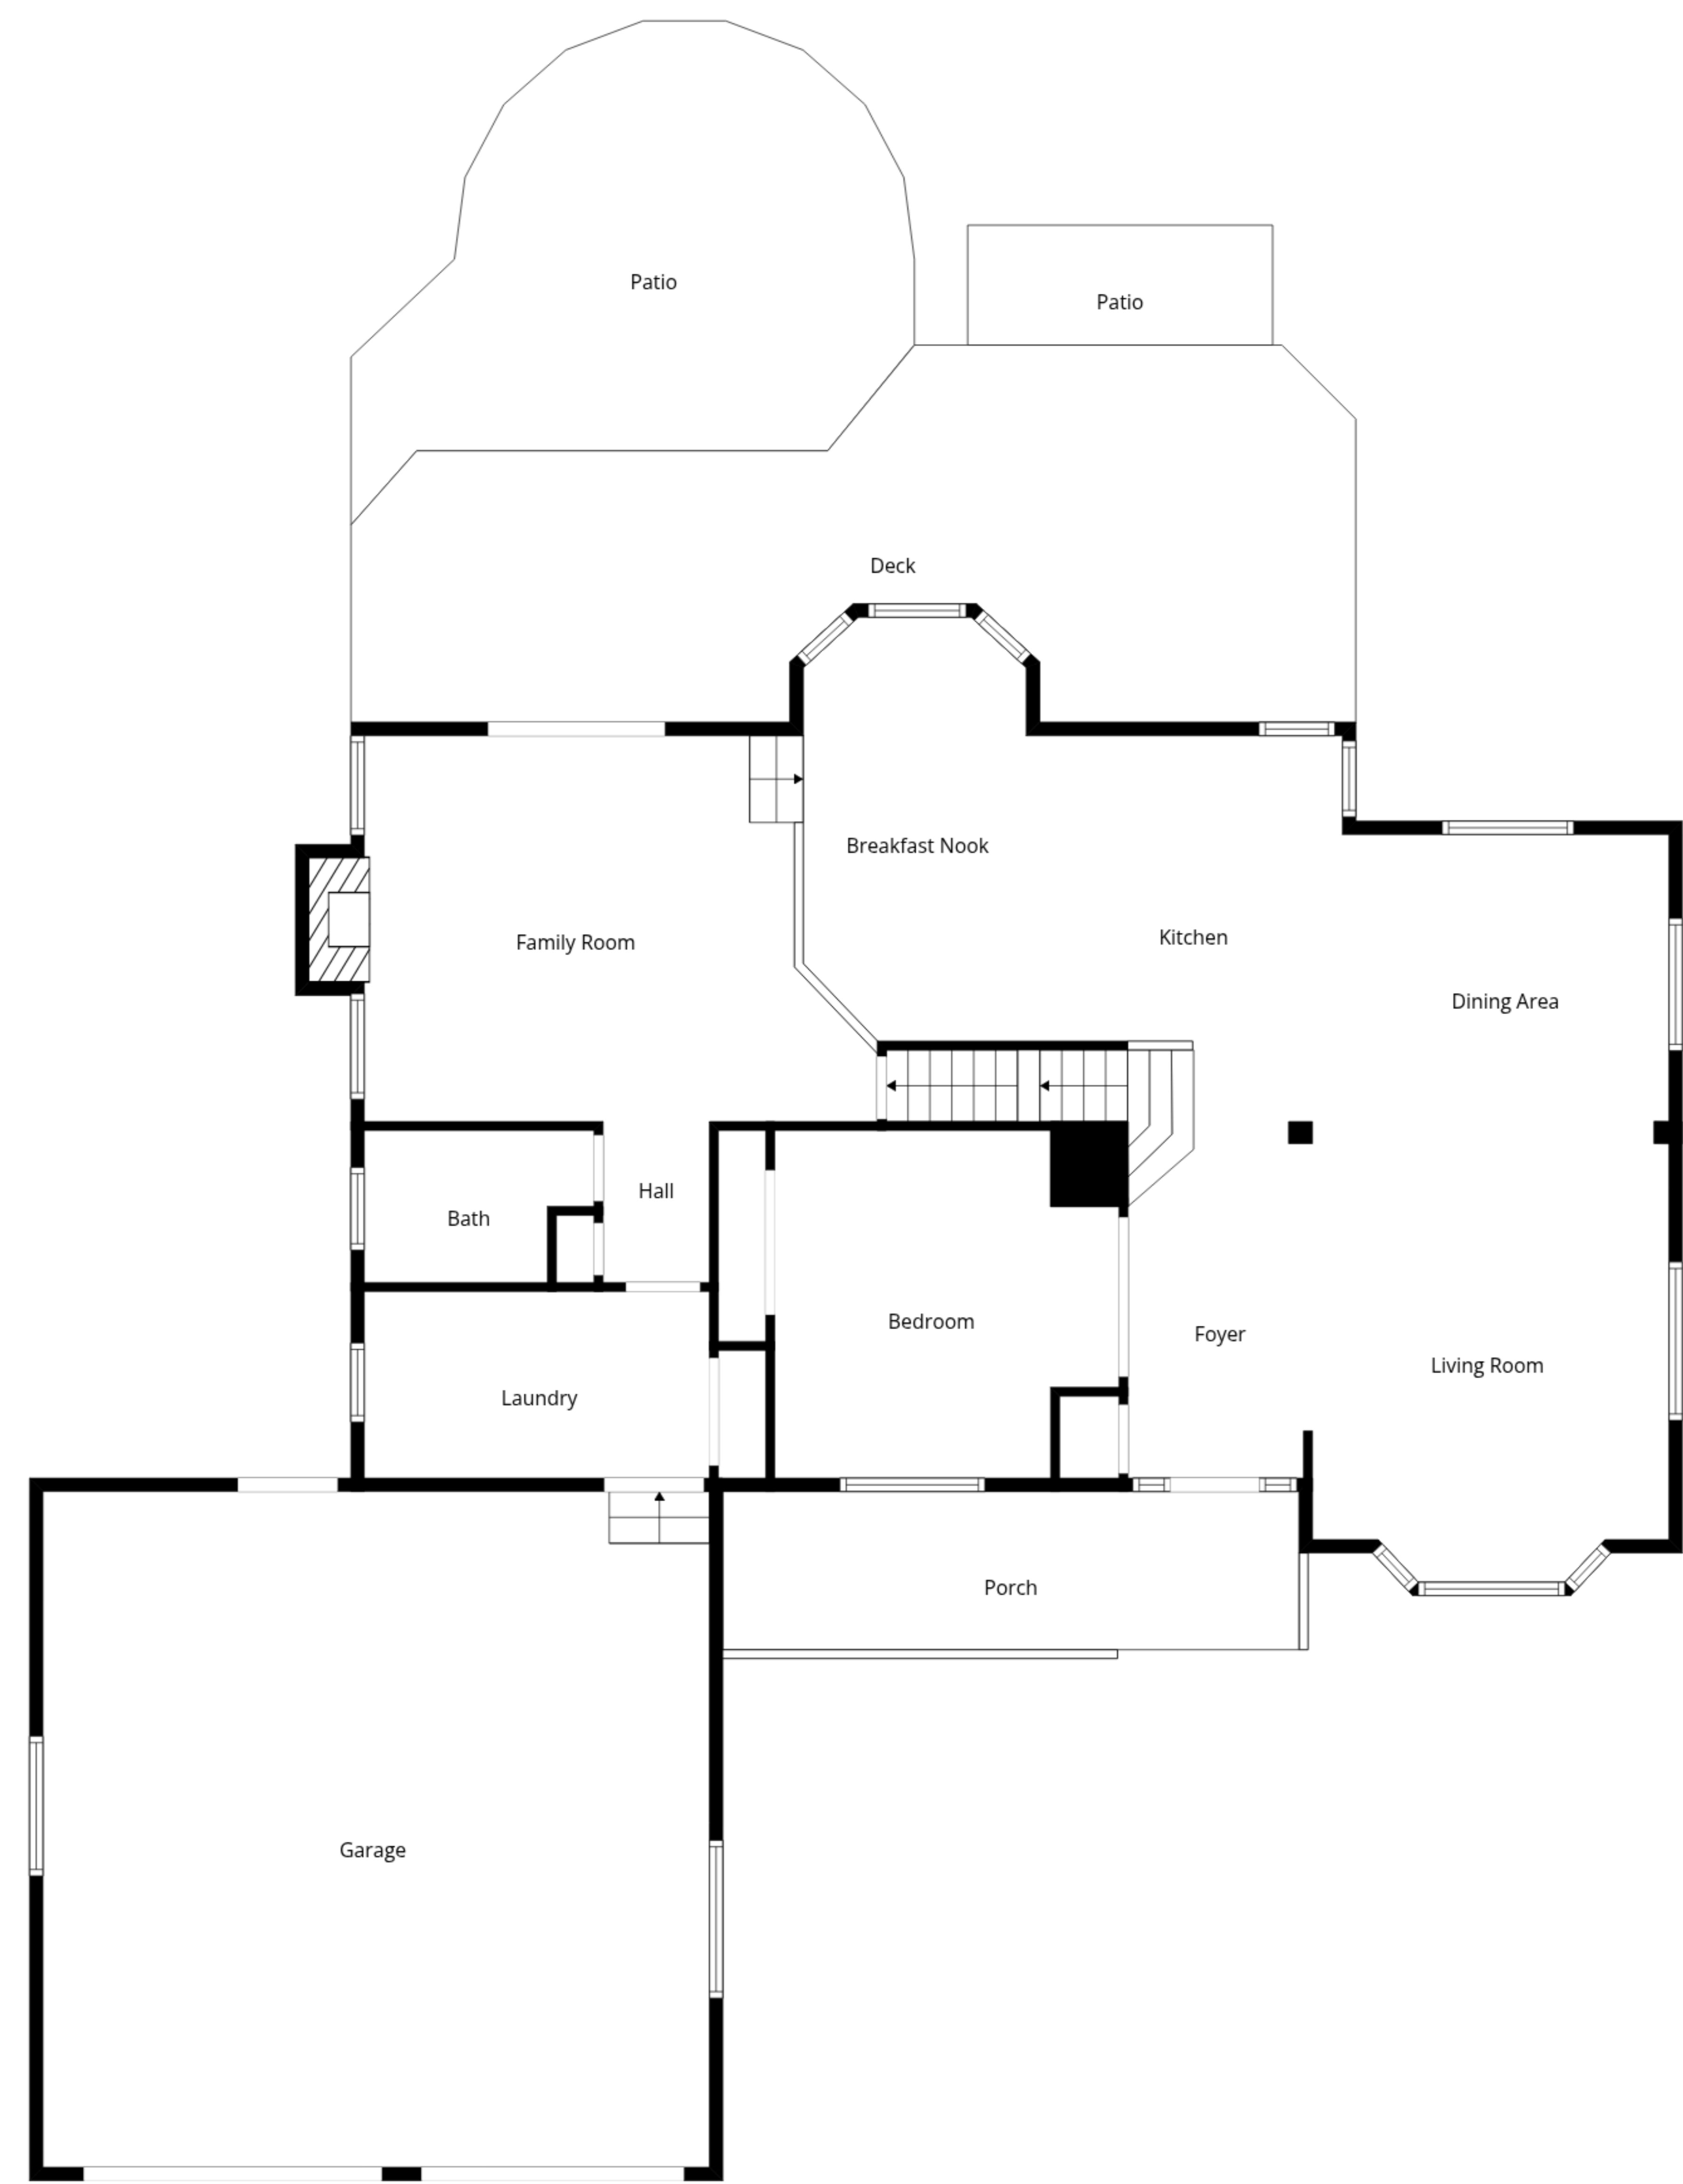 Patio
Patio
Deck
Breakfast Nook
Family Room
Kitchen
Dining Area
Hall
Bath
Bedroom
Foyer
Living Room
Laundry
Porch
Garage